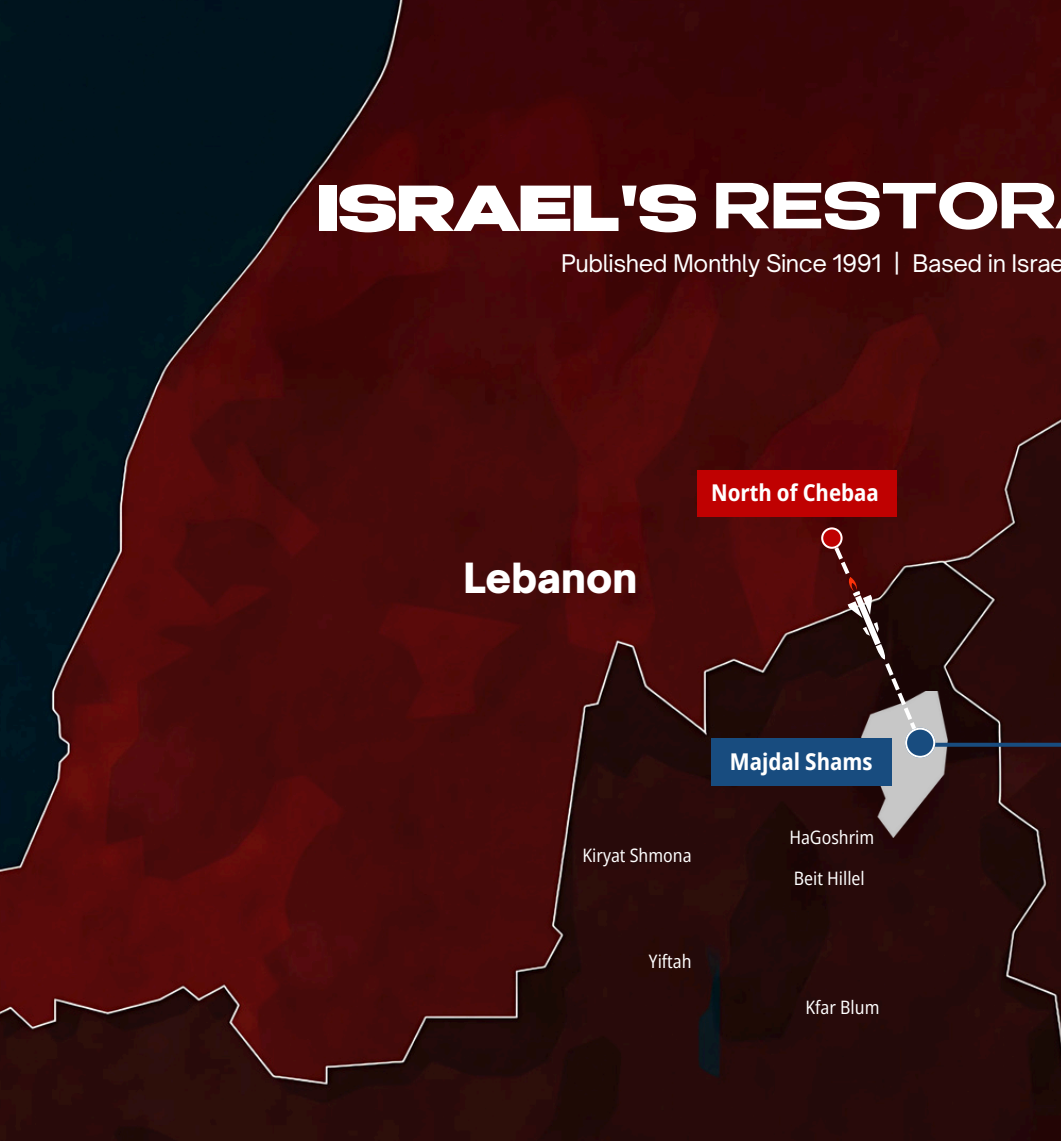 ISRAEL'S RESTORA
Published Monthly Since 1991 | Based in Israe
North of Chebaa
Lebanon
Majdal Shams
HaGoshrim
Kiryat Shmona
Beit Hillel
Yiftah
Kfar Blum